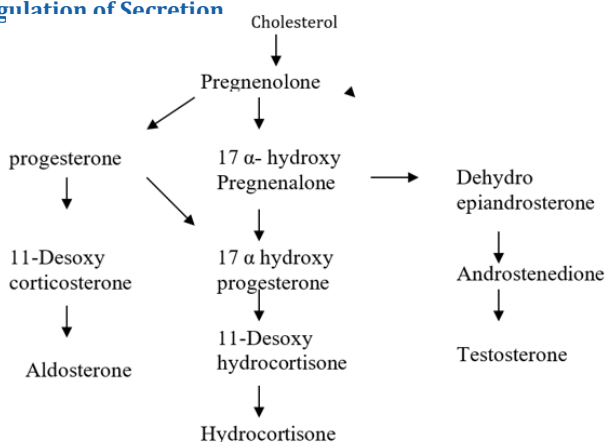 gulation of Secretion
Cholesterol
Pregnenolone
progesterone
17 α- hydroxy
Pregnenalone
Dehydro
epiandrosterone
11-Desoxy
corticosterone
17 α hydroxy
progesterone
Androstenedione
11-Desoxy
hydrocortisone
Aldosterone
Testosterone
Hydrocortisone